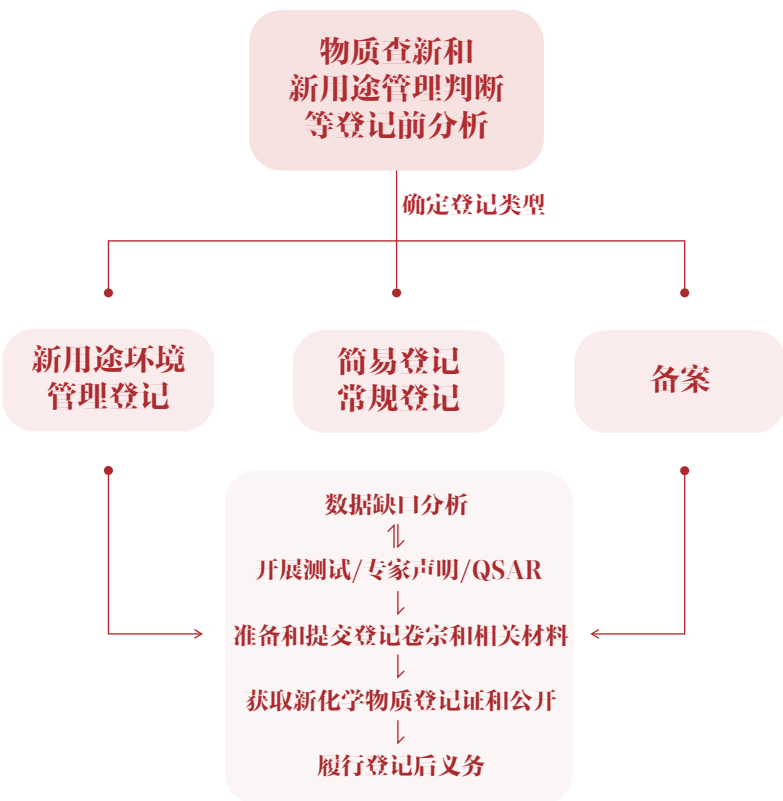 物质查新和
新用途管理判断
等登记前分析
确定登记类型
新用途环境
管理登记
简易登记
常规登记
备案
数据缺口分析
开展测试/专家声明/QSAR
准备和提交登记卷宗和相关材料
获取新化学物质登记证和公开
履行登记后义务